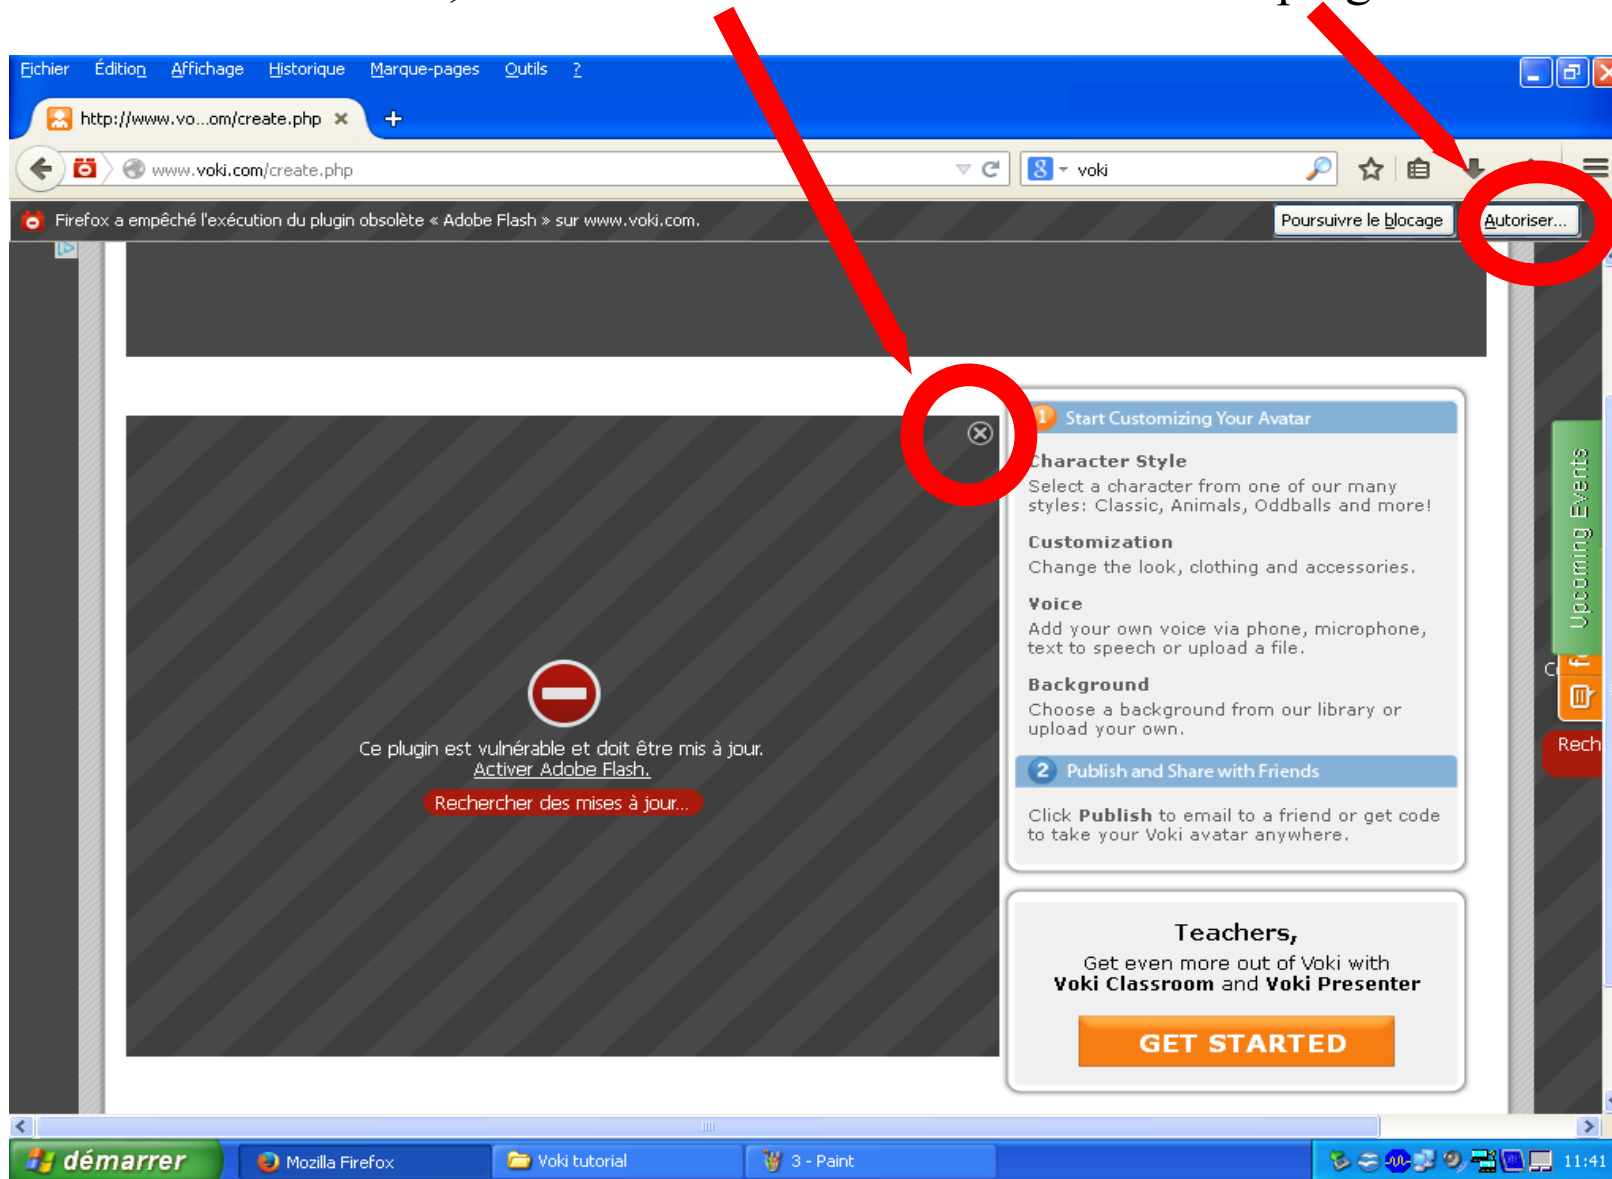 Fichier Édition Affichage Historique Marque-pages Outils ?
http://www.vo...om/create.php
www.voki.com/create.php
8 voki
Firefox a empêché l'exécution du plugin obsolète « Adobe Flash » sur www.voki.com.
Poursuivre le blocage
Autoriser...
1 Start Customizing Your Avatar
Character Style
Select a character from one of our many
styles: Classic, Animals, Oddballs and more!
Customization
Change the look, clothing and accessories.
Voice
Add your own voice via phone, microphone,
text to speech or upload a file.
Background
Choose a background from our library or
upload your own.
2 Publish and Share with Friends
Click Publish to email to a friend or get code
to take your Voki avatar anywhere.
Ce plugin est vulnérable et doit être mis à jour.
Activer Adobe Flash.
Rechercher des mises à jour...
Teachers,
Get even more out of Voki with
Voki Classroom and Voki Presenter
GET STARTED
Upcoming Events
Rech
démarrer
Mozilla Firefox
Voki tutorial
3 - Paint
11:41